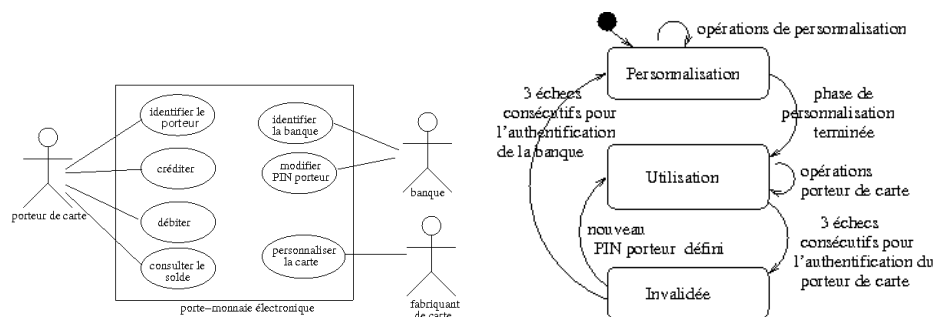 identifier le
porteur
créditer
débiter
consulter le
solde
porteur de carte
identifier
la banque
modifier
PIN porteur
personnaliser
la carte
banque
fabriquant
de carte
porte-monnaie électronique
opérations de personnalisation
Personnalisation
3 échecs
consécutifs pour
l'authentification
de la banque
phase de
personalisation
terminée
Utilisation
opérations
porteur de carte
nouveau
PIN porteur défini
3 échecs
consécutifs pour
l'authentification du
porteur de carte
Invalidée